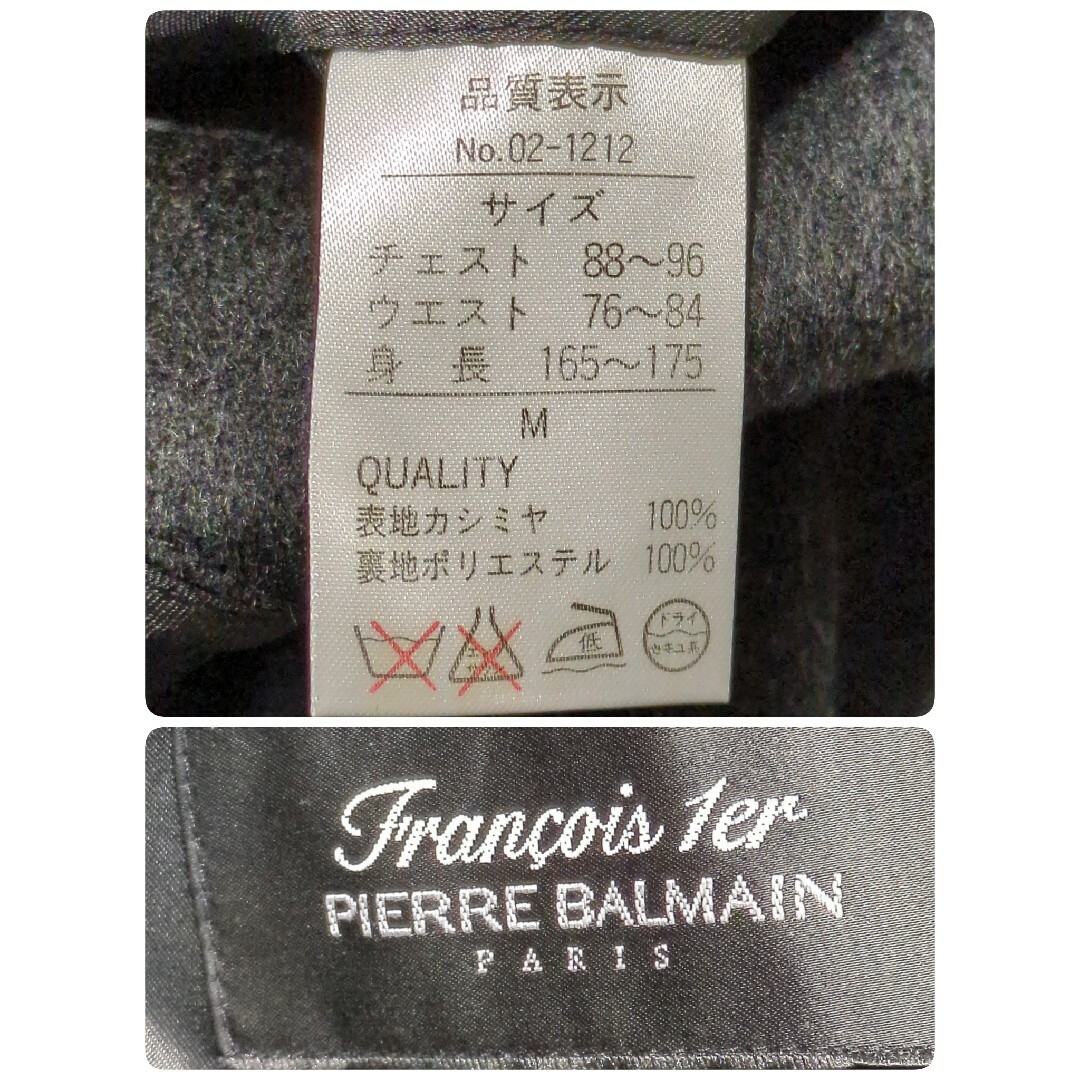 品質表示
No.02-1212
サイズ
チェスト 88〜96
ウエスト 76〜84
身長 165〜175
M
QUALITY
表地カシミヤ 100%
裏地ポリエステル 100%
低
ドライ
セキユ系
François 1er
PIERRE BALMAIN
PARIS